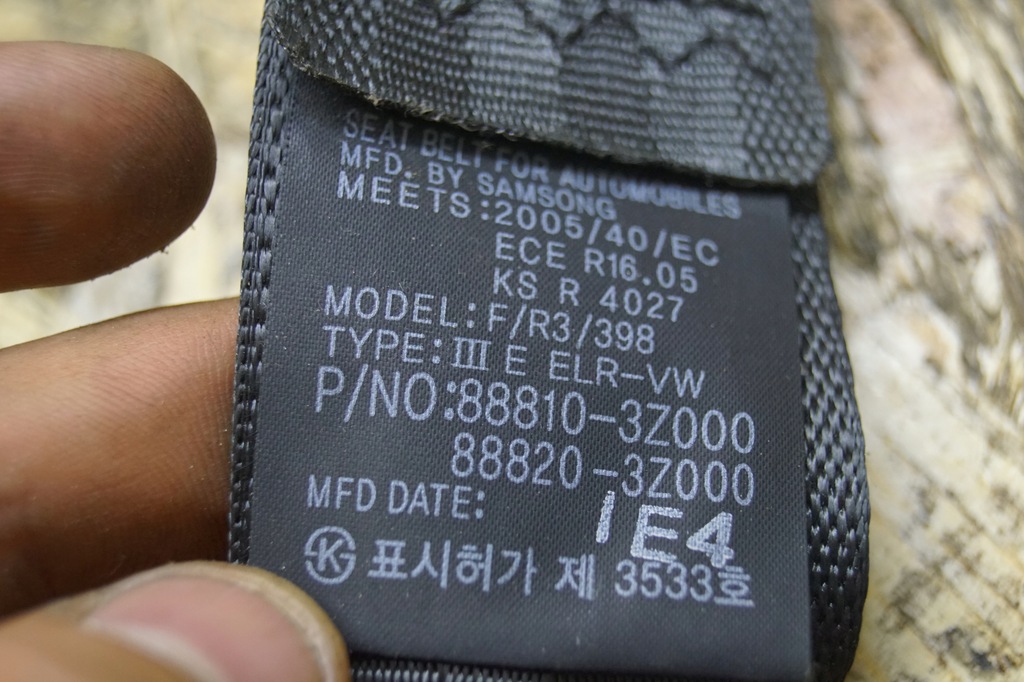 SEAT BELT FOR AUTOMOBILES
MFD. BY SAMSONG
MEETS:2005/40/EC
ECE R16.05
KS R 4027
MODEL:F/R3/398
TYPE:III E ELR-VW
P/NO:88810-3Z000
88820-3Z000
MFD DATE: 1E4
표시허가 제 3533호